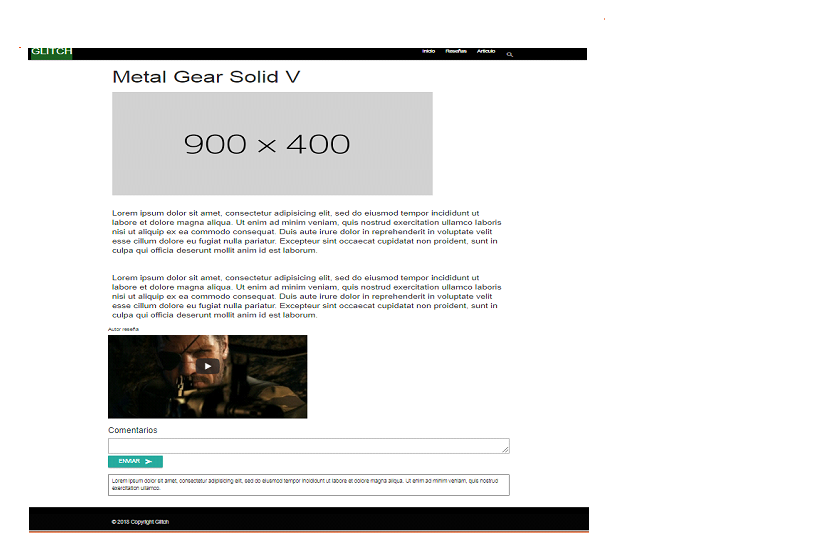 GLITCH
Inicio Reseñas Artículo
Metal Gear Solid V
900 × 400
Lorem ipsum dolor sit amet, consectetur adipisicing elit, sed do eiusmod tempor incididunt ut
labore et dolore magna aliqua. Ut enim ad minim veniam, quis nostrud exercitation ullamco laboris
nisi ut aliquip ex ea commodo consequat. Duis aute irure dolor in reprehenderit in voluptate velit
esse cillum dolore eu fugiat nulla pariatur. Excepteur sint occaecat cupidatat non proident, sunt in
culpa qui officia deserunt mollit anim id est laborum.
Lorem ipsum dolor sit amet, consectetur adipisicing elit, sed do eiusmod tempor incididunt ut
labore et dolore magna aliqua. Ut enim ad minim veniam, quis nostrud exercitation ullamco laboris
nisi ut aliquip ex ea commodo consequat. Duis aute irure dolor in reprehenderit in voluptate velit
esse cillum dolore eu fugiat nulla pariatur. Excepteur sint occaecat cupidatat non proident, sunt in
culpa qui officia deserunt mollit anim id est laborum.
Autor reseña
Comentarios
ENVIAR
Lorem ipsum dolor sit amet, consectetur adipisicing elit, sed do eiusmod tempor incididunt ut labore et dolore magna aliqua. Ut enim ad minim veniam, quis nostrud
exercitation ullamco.
© 2018 Copyright Glitch